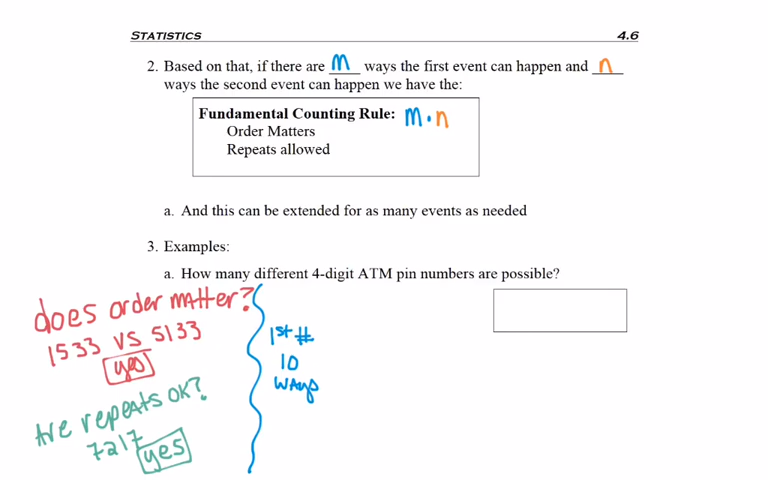 STATISTICS 4.6
2. Based on that, if there are m ways the first event can happen and n
ways the second event can happen we have the:
Fundamental Counting Rule: m · n
Order Matters
Repeats allowed
a. And this can be extended for as many events as needed
3. Examples:
a. How many different 4-digit ATM pin numbers are possible?
does order matter?
1533 vs 5133
yes
Are repeats OK?
7217
yes
1st #
10
ways